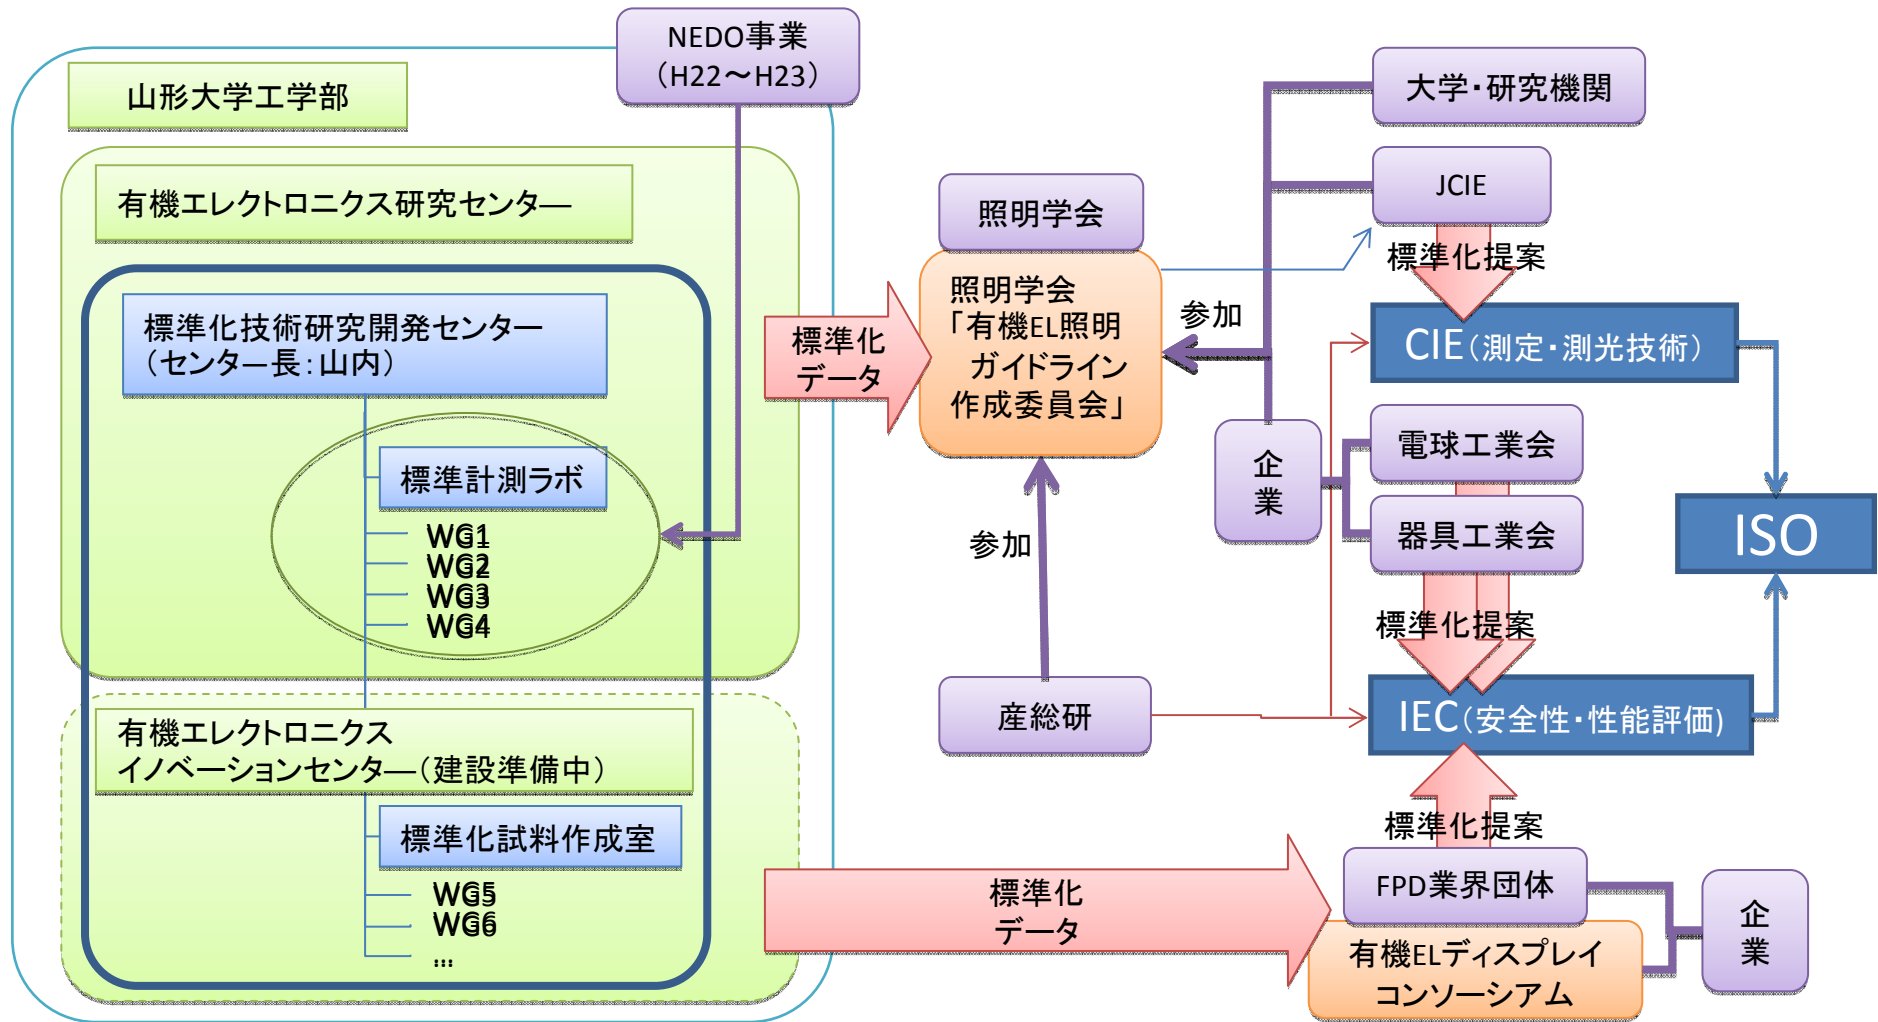 NEDO事業
（H22～H23）
山形大学工学部
有機エレクトロニクス研究センター
標準化技術研究開発センター
（センター長：山内）
標準計測ラボ
WG1
WG2
WG3
WG4
有機エレクトロニクス
イノベーションセンター（建設準備中）
標準化試料作成室
WG5
WG6
...
標準化
データ
照明学会
照明学会
「有機EL照明
ガイドライン
作成委員会」
参加
参加
産総研
大学・研究機関
JCIE
標準化提案
CIE（測定・測光技術）
企
業
電球工業会
器具工業会
標準化提案
ISO
IEC（安全性・性能評価)
標準化提案
標準化
データ
FPD業界団体
有機ELディスプレイ
コンソーシアム
企
業